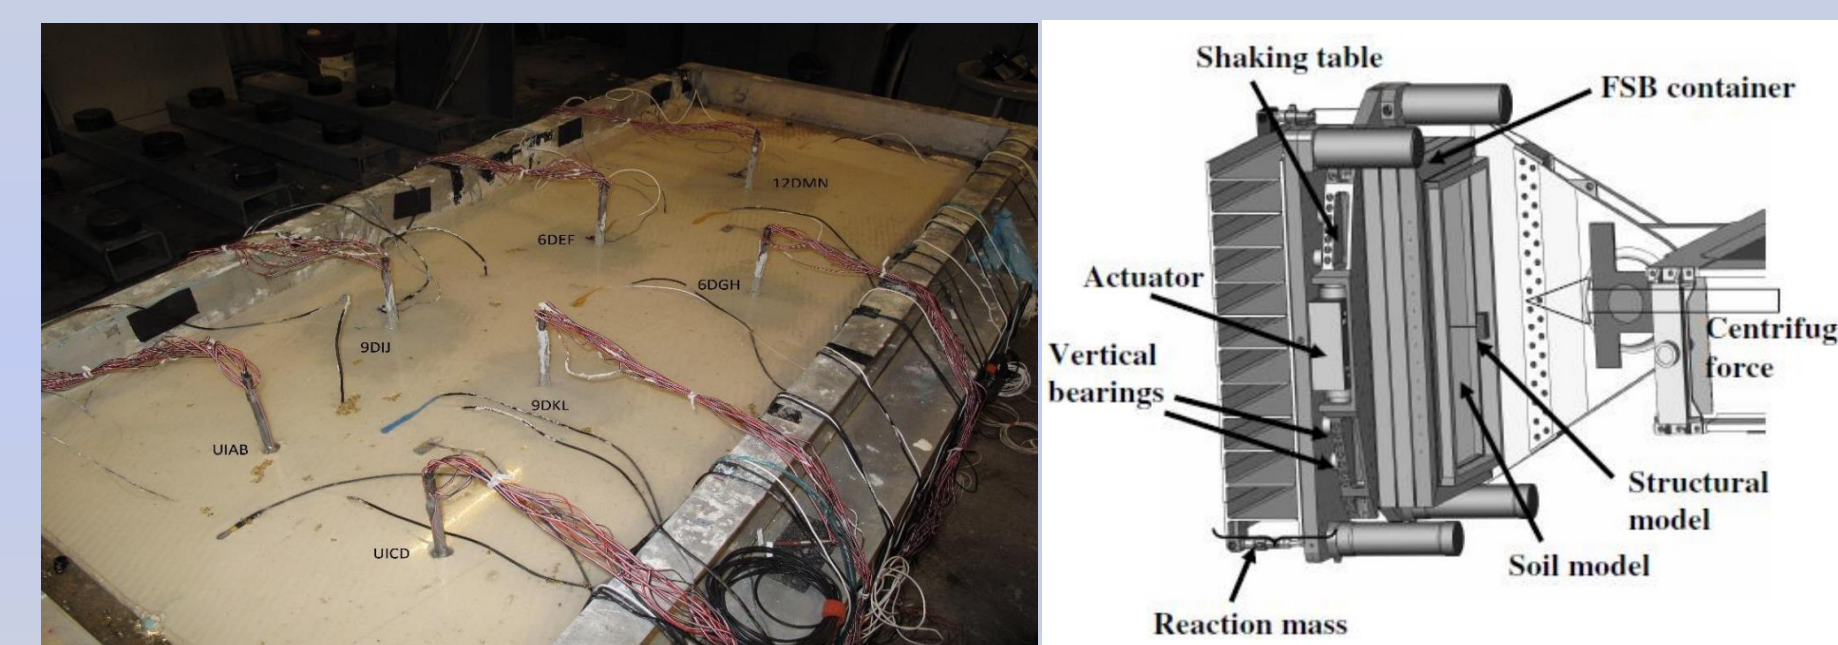 12DMN
6DEF
6DGH
9DIJ
9DKL
UIAB
UICD
Shaking table
FSB container
Actuator
Centrifug
force
Vertical
bearings
Structural
model
Soil model
Reaction mass